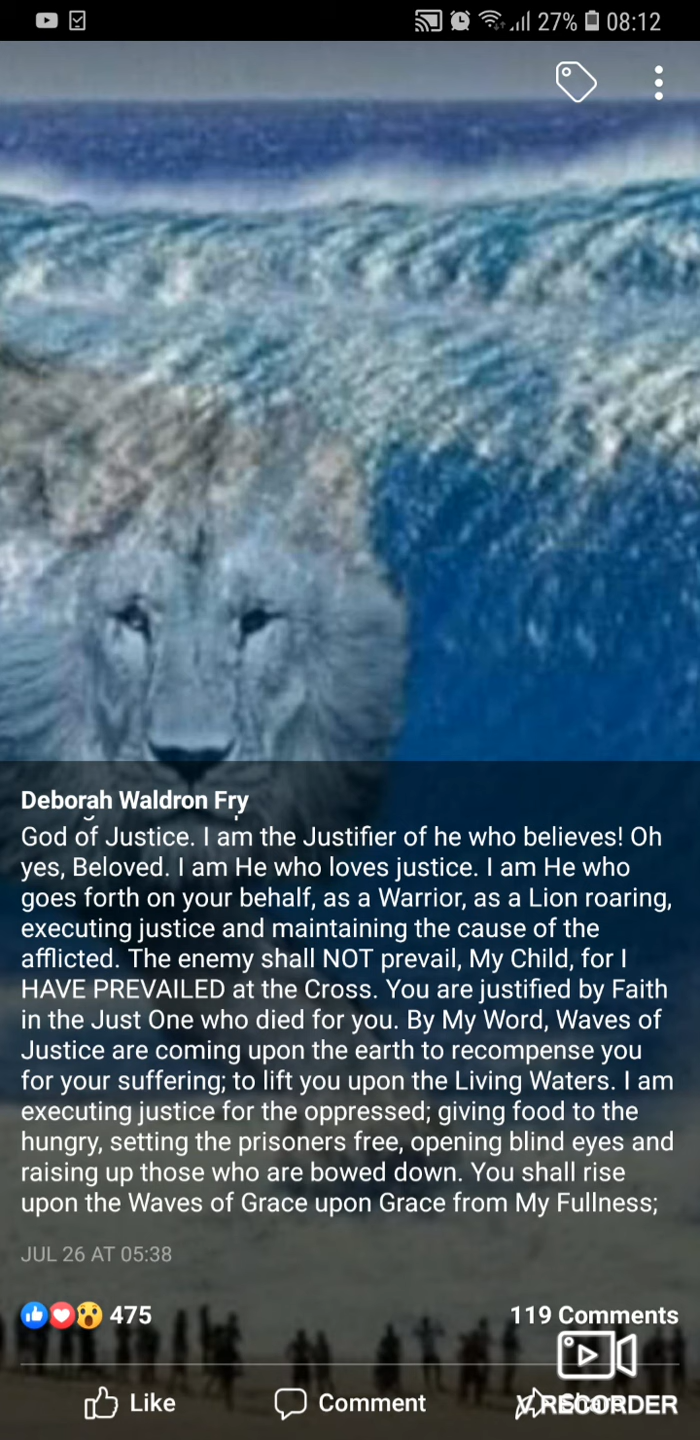 27% 08:12
Deborah Waldron Fry
God of Justice. I am the Justifier of he who believes! Oh
yes, Beloved. I am He who loves justice. I am He who
goes forth on your behalf, as a Warrior, as a Lion roaring,
executing justice and maintaining the cause of the
afflicted. The enemy shall NOT prevail, My Child, for I
HAVE PREVAILED at the Cross. You are justified by Faith
in the Just One who died for you. By My Word, Waves of
Justice are coming upon the earth to recompense you
for your suffering; to lift you upon the Living Waters. I am
executing justice for the oppressed; giving food to the
hungry, setting the prisoners free, opening blind eyes and
raising up those who are bowed down. You shall rise
upon the Waves of Grace upon Grace from My Fullness;
JUL 26 AT 05:38
475 119 Comments
Like Comment
V RECORDER